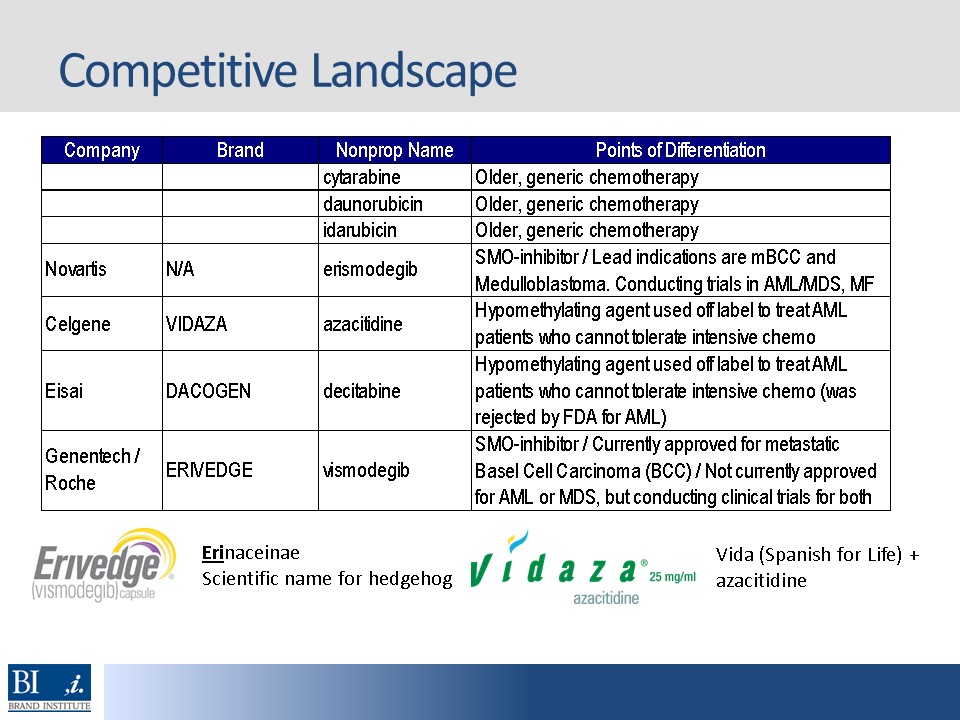 Competitive Landscape
Company Brand Nonprop Name Points of Differentiation
cytarabine Older, generic chemotherapy
daunorubicin Older, generic chemotherapy
idarubicin Older, generic chemotherapy
Novartis N/A erismodegib SMO-inhibitor / Lead indications are mBCC and
Medulloblastoma. Conducting trials in AML/MDS, MF
Celgene VIDAZA azacitidine Hypomethylating agent used off label to treat AML
patients who cannot tolerate intensive chemo
Eisai DACOGEN decitabine Hypomethylating agent used off label to treat AML
patients who cannot tolerate intensive chemo (was
rejected by FDA for AML)
Genentech /
Roche ERIVEDGE vismodegib SMO-inhibitor / Currently approved for metastatic
Basel Cell Carcinoma (BCC) / Not currently approved
for AML or MDS, but conducting clinical trials for both
Erivedge®
(vismodegib) capsule
Erinaceinae
Scientific name for hedgehog
Vidaza® 25 mg/ml
azacitidine
Vida (Spanish for Life) +
azacitidine
BI .i.
BRAND INSTITUTE